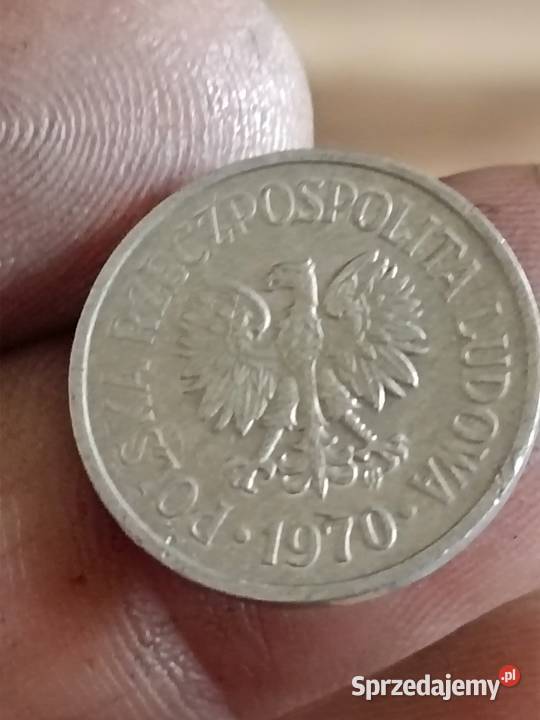 POLSKA RZECZPOSPOLITA LUDOWA
• 1970 •
Sprzedajemy.pl